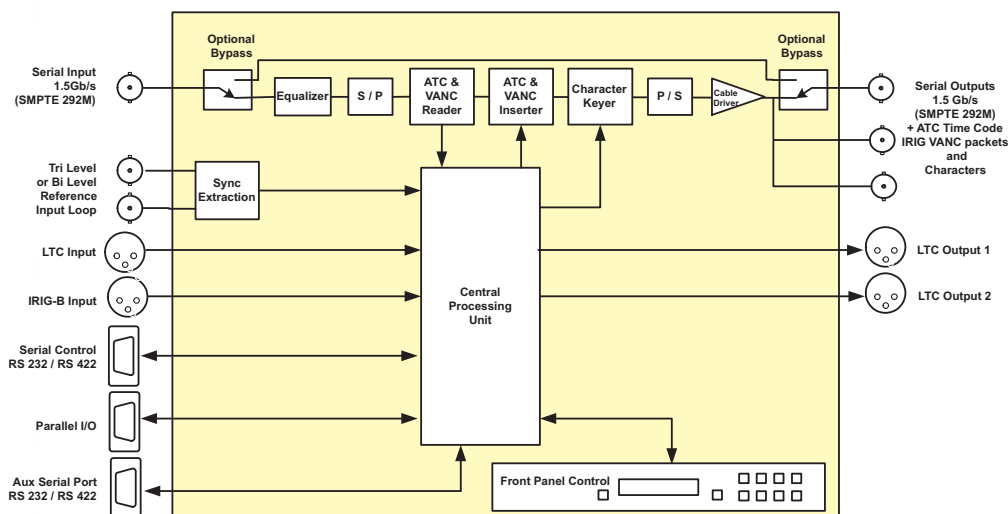 Optional
Bypass
Optional
Bypass
Serial Input
1.5Gb/s
(SMPTE 292M)
Equalizer
S / P
ATC &
VANC
Reader
ATC &
VANC
Inserter
Character
Keyer
P / S
Cable
Driver
Serial Outputs
1.5 Gb/s
(SMPTE 292M)
+ ATC Time Code
IRIG VANC packets
and
Characters
Tri Level
or Bi Level
Reference
Input Loop
Sync
Extraction
LTC Input
LTC Output 1
IRIG-B Input
Central
Processing
Unit
LTC Output 2
Serial Control
RS 232 / RS 422
Parallel I/O
Aux Serial Port
RS 232 / RS 422
Front Panel Control